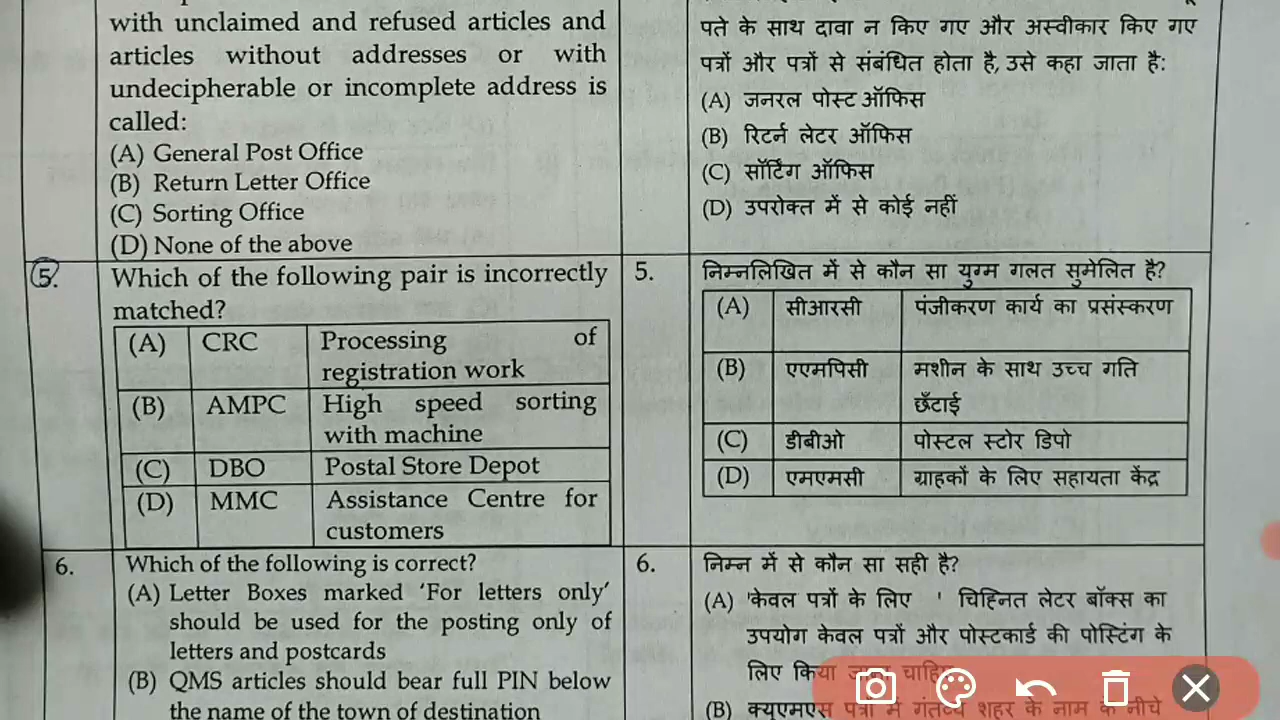 with unclaimed and refused articles and
articles without addresses or with
undecipherable or incomplete address is
called:
(A) General Post Office
(B) Return Letter Office
(C) Sorting Office
(D) None of the above
पते के साथ दावा न किए गए और अस्वीकार किए गए
पत्रों और पत्रों से संबंधित होता है, उसे कहा जाता है:
(A) जनरल पोस्ट ऑफिस
(B) रिटर्न लेटर ऑफिस
(C) सॉर्टिंग ऑफिस
(D) उपरोक्त में से कोई नहीं
5. Which of the following pair is incorrectly
matched?
(A) CRC Processing of
registration work
(B) AMPC High speed sorting
with machine
(C) DBO Postal Store Depot
(D) MMC Assistance Centre for
customers
5. निम्नलिखित में से कौन सा युग्म गलत सुमेलित है?
(A) सीआरसी पंजीकरण कार्य का प्रसंस्करण
(B) एएमपिसी मशीन के साथ उच्च गति
छँटाई
(C) डीबीओ पोस्टल स्टोर डिपो
(D) एमएमसी ग्राहकों के लिए सहायता केंद्र
6. Which of the following is correct?
(A) Letter Boxes marked ‘For letters only’
should be used for the posting only of
letters and postcards
(B) QMS articles should bear full PIN below
the name of the town of destination
6. निम्न में से कौन सा सही है?
(A) 'केवल पत्रों के लिए ' चिह्नित लेटर बॉक्स का
उपयोग केवल पत्रों और पोस्टकार्ड की पोस्टिंग के
लिए किया जाना चाहिए
(B) क्यूएमएस पत्रों में गंतव्य शहर के नाम के नीचे